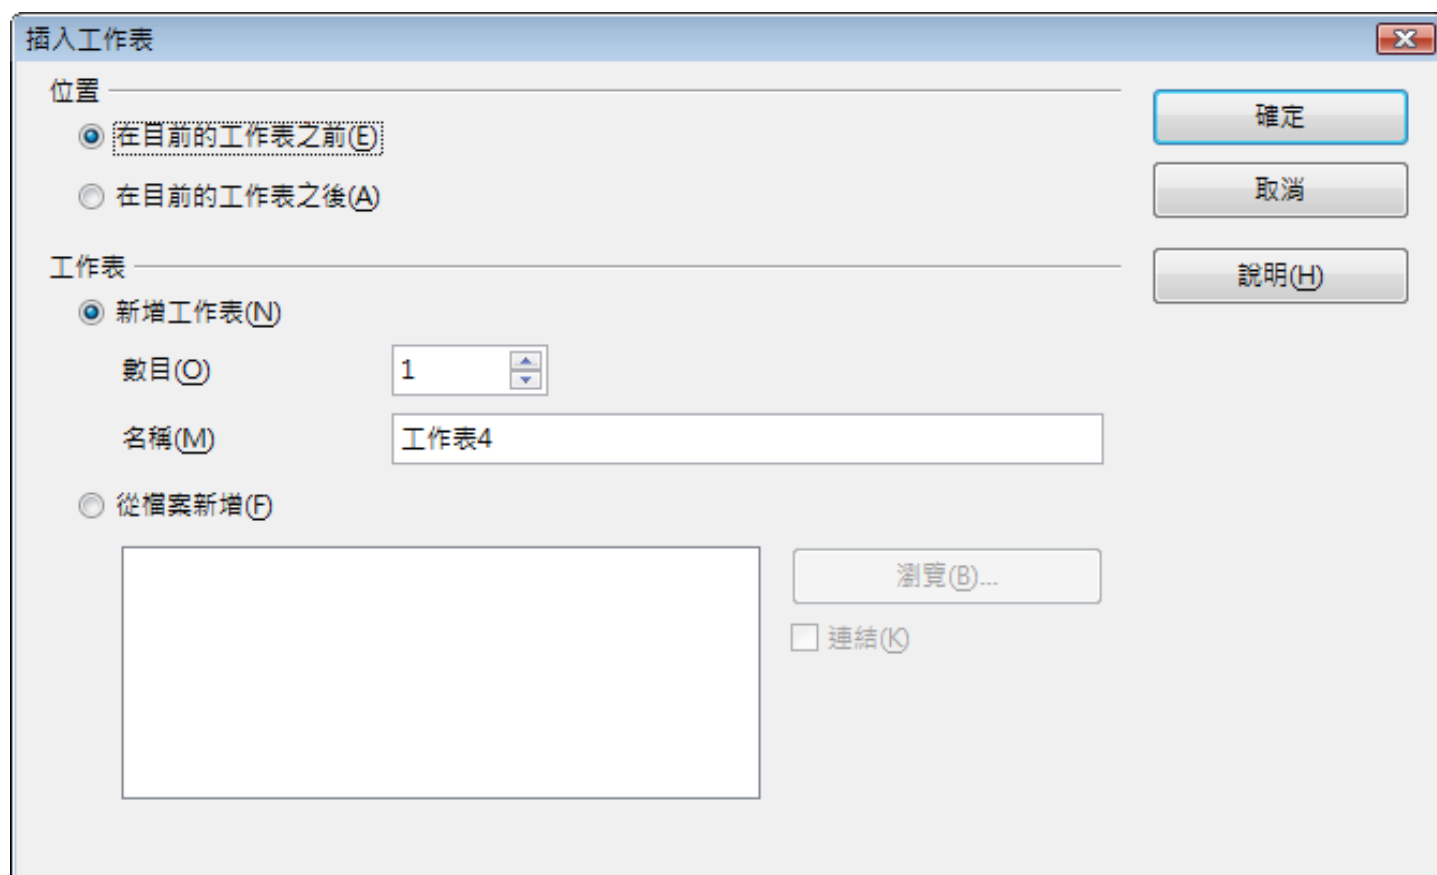 插入工作表
位置
在目前的工作表之前(E)
在目前的工作表之後(A)
確定
取消
說明(H)
工作表
新增工作表(N)
數目(O) 1
名稱(M) 工作表4
從檔案新增(F)
瀏覽(B)...
連結(K)